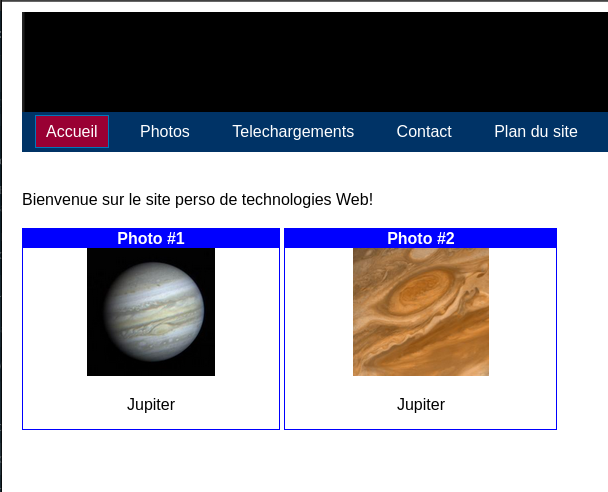 Accueil Photos Telechargements Contact Plan du site
Bienvenue sur le site perso de technologies Web!
Photo #1 Photo #2
Jupiter Jupiter